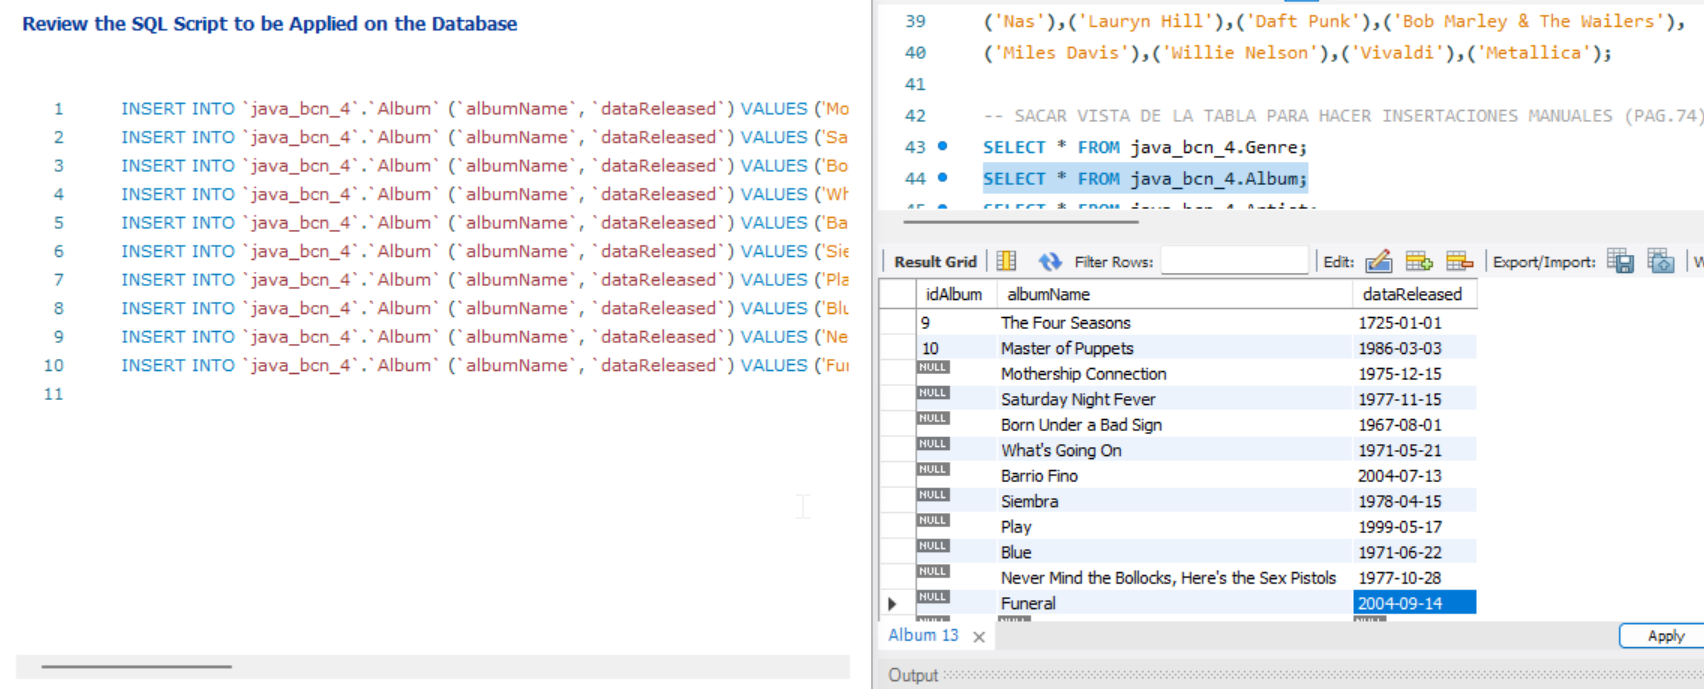 Review the SQL Script to be Applied on the Database
1 INSERT INTO `java_bcn_4`.`Album` (`albumName`, `dataReleased`) VALUES ('Mo
2 INSERT INTO `java_bcn_4`.`Album` (`albumName`, `dataReleased`) VALUES ('Sa
3 INSERT INTO `java_bcn_4`.`Album` (`albumName`, `dataReleased`) VALUES ('Bo
4 INSERT INTO `java_bcn_4`.`Album` (`albumName`, `dataReleased`) VALUES ('Wh
5 INSERT INTO `java_bcn_4`.`Album` (`albumName`, `dataReleased`) VALUES ('Ba
6 INSERT INTO `java_bcn_4`.`Album` (`albumName`, `dataReleased`) VALUES ('Sie
7 INSERT INTO `java_bcn_4`.`Album` (`albumName`, `dataReleased`) VALUES ('Pla
8 INSERT INTO `java_bcn_4`.`Album` (`albumName`, `dataReleased`) VALUES ('Blu
9 INSERT INTO `java_bcn_4`.`Album` (`albumName`, `dataReleased`) VALUES ('Ne
10 INSERT INTO `java_bcn_4`.`Album` (`albumName`, `dataReleased`) VALUES ('Fu
11
39 ('Nas'),('Lauryn Hill'),('Daft Punk'),('Bob Marley & The Wailers'),
40 ('Miles Davis'),('Willie Nelson'),('Vivaldi'),('Metallica');
41
42 -- SACAR VISTA DE LA TABLA PARA HACER INSERTACIONES MANUALES (PAG.74)
43 SELECT * FROM java_bcn_4.Genre;
44 SELECT * FROM java_bcn_4.Album;
45 SELECT * FROM java_bcn_4.Artist;
Result Grid Filter Rows: Edit: Export/Import: W
idAlbum albumName dataReleased
9 The Four Seasons 1725-01-01
10 Master of Puppets 1986-03-03
NULL Mothership Connection 1975-12-15
NULL Saturday Night Fever 1977-11-15
NULL Born Under a Bad Sign 1967-08-01
NULL What's Going On 1971-05-21
NULL Barrio Fino 2004-07-13
NULL Siembra 1978-04-15
NULL Play 1999-05-17
NULL Blue 1971-06-22
NULL Never Mind the Bollocks, Here's the Sex Pistols 1977-10-28
NULL Funeral 2004-09-14
NULL NULL NULL
Album 13
Apply
Output